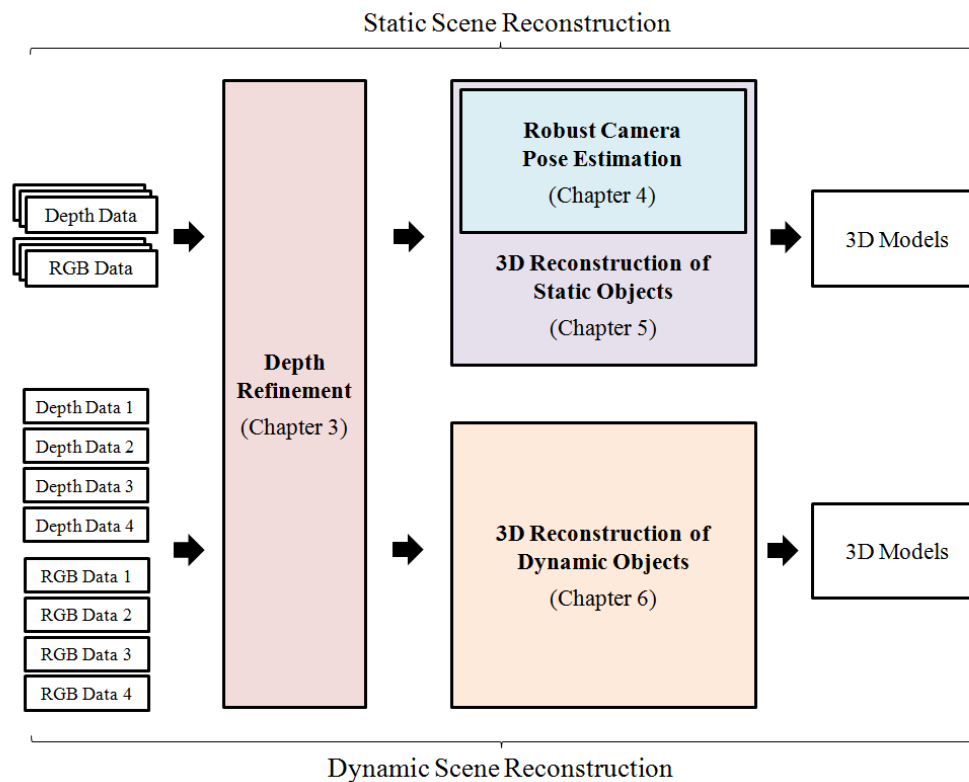 Static Scene Reconstruction
Depth Data
RGB Data
Depth Data 1
Depth Data 2
Depth Data 3
Depth Data 4
RGB Data 1
RGB Data 2
RGB Data 3
RGB Data 4
Depth
Refinement
(Chapter 3)
Robust Camera
Pose Estimation
(Chapter 4)
3D Reconstruction of
Static Objects
(Chapter 5)
3D Models
3D Reconstruction of
Dynamic Objects
(Chapter 6)
3D Models
Dynamic Scene Reconstruction